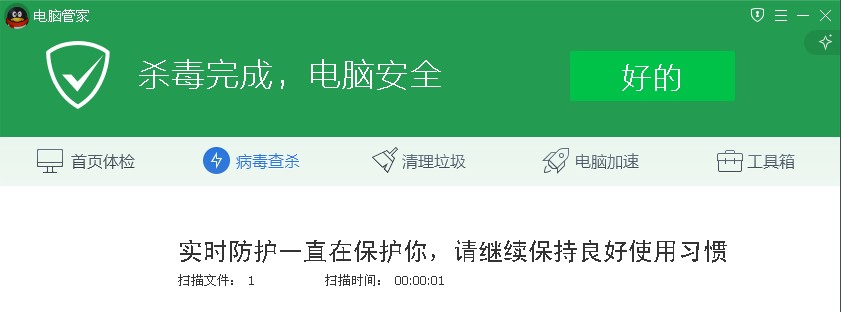 电脑管家
杀毒完成，电脑安全
好的
首页体检 病毒查杀 清理垃圾 电脑加速 工具箱
实时防护一直在保护你，请继续保持良好使用习惯
扫描文件： 1 扫描时间： 00:00:01